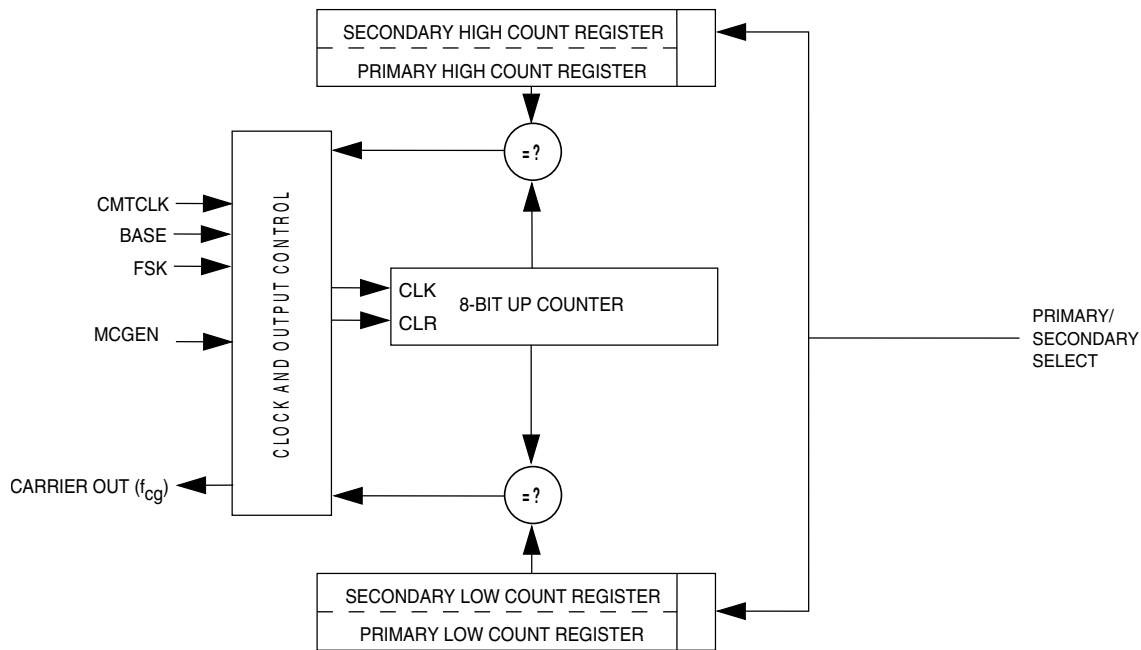 SECONDARY HIGH COUNT REGISTER
PRIMARY HIGH COUNT REGISTER
=?
CMTCLK
BASE
FSK
MCGEN
CLOCK AND OUTPUT CONTROL
CLK
8-BIT UP COUNTER
CLR
PRIMARY/
SECONDARY
SELECT
CARRIER OUT (fcg)
=?
SECONDARY LOW COUNT REGISTER
PRIMARY LOW COUNT REGISTER